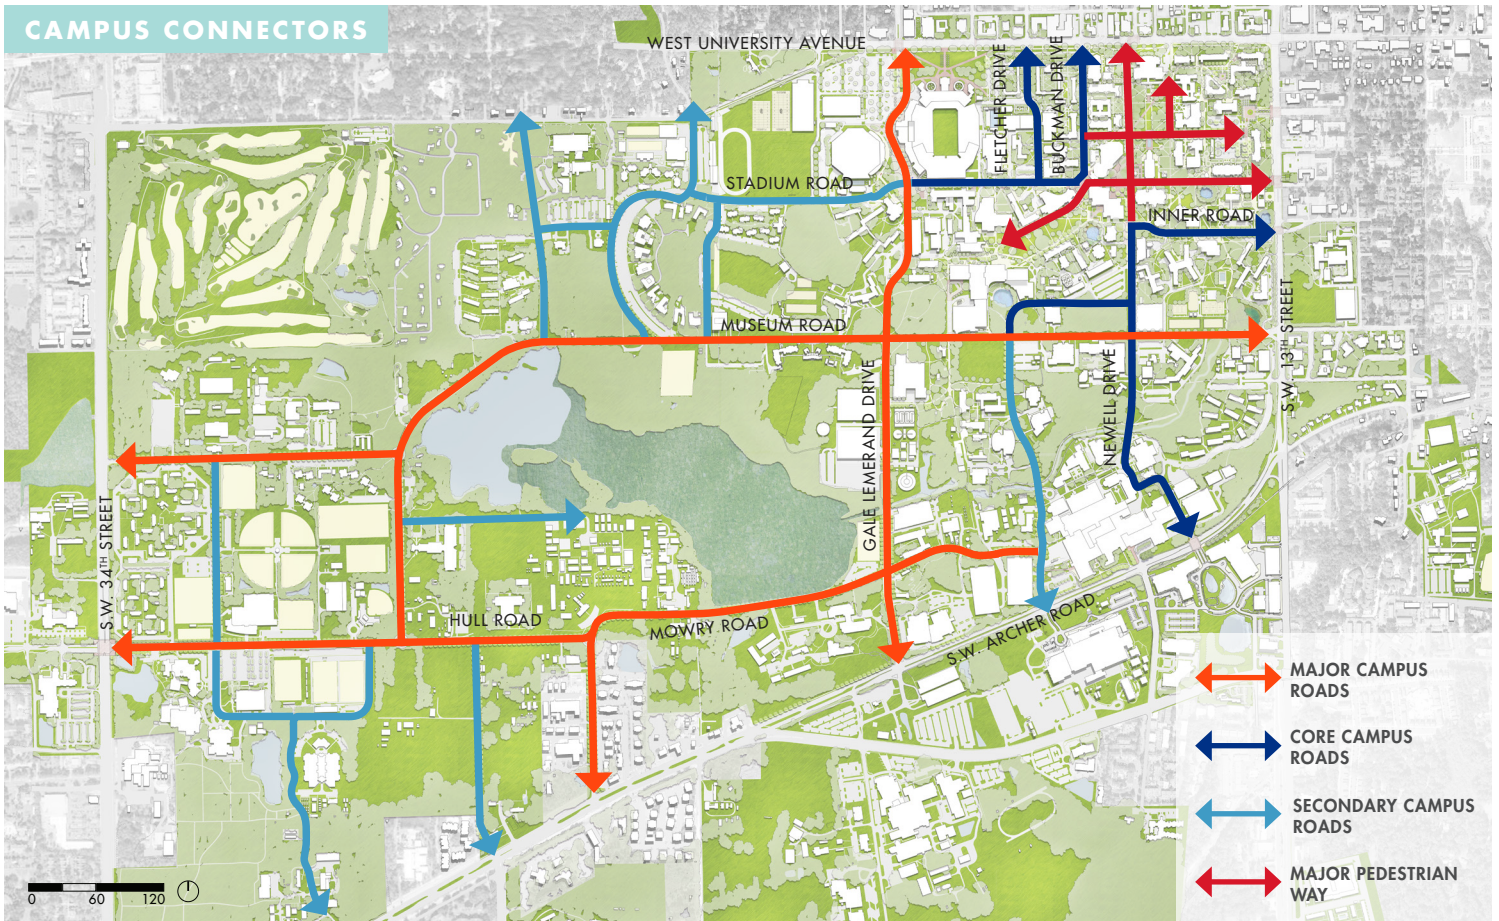 CAMPUS CONNECTORS
WEST UNIVERSITY AVENUE
FLETCHER DRIVE
BUCKMAN DRIVE
STADIUM ROAD
INNER ROAD
MUSEUM ROAD
S.W. 13TH STREET
GALE LEMERAND DRIVE
NEWELL DRIVE
S.W. 34TH STREET
HULL ROAD
MOWRY ROAD
S.W. ARCHER ROAD
MAJOR CAMPUS
ROADS
CORE CAMPUS
ROADS
SECONDARY CAMPUS
ROADS
MAJOR PEDESTRIAN
WAY
0 60 120